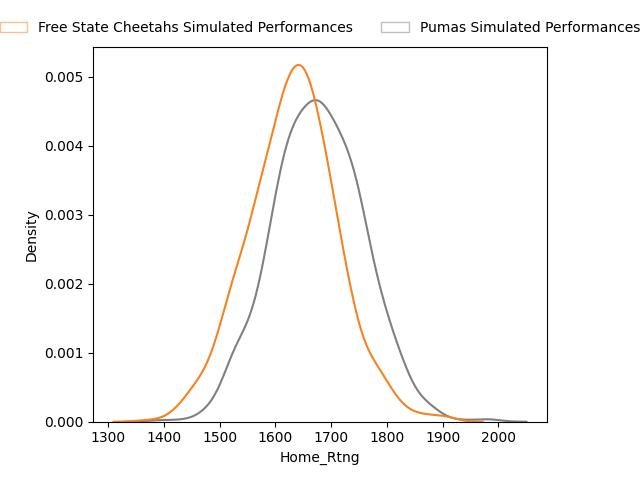 Free State Cheetahs Simulated Performances Pumas Simulated Performances
0.005
0.004
0.003
0.002
0.001
0.000
Density
1300 1400 1500 1600 1700 1800 1900 2000
Home_Rtng